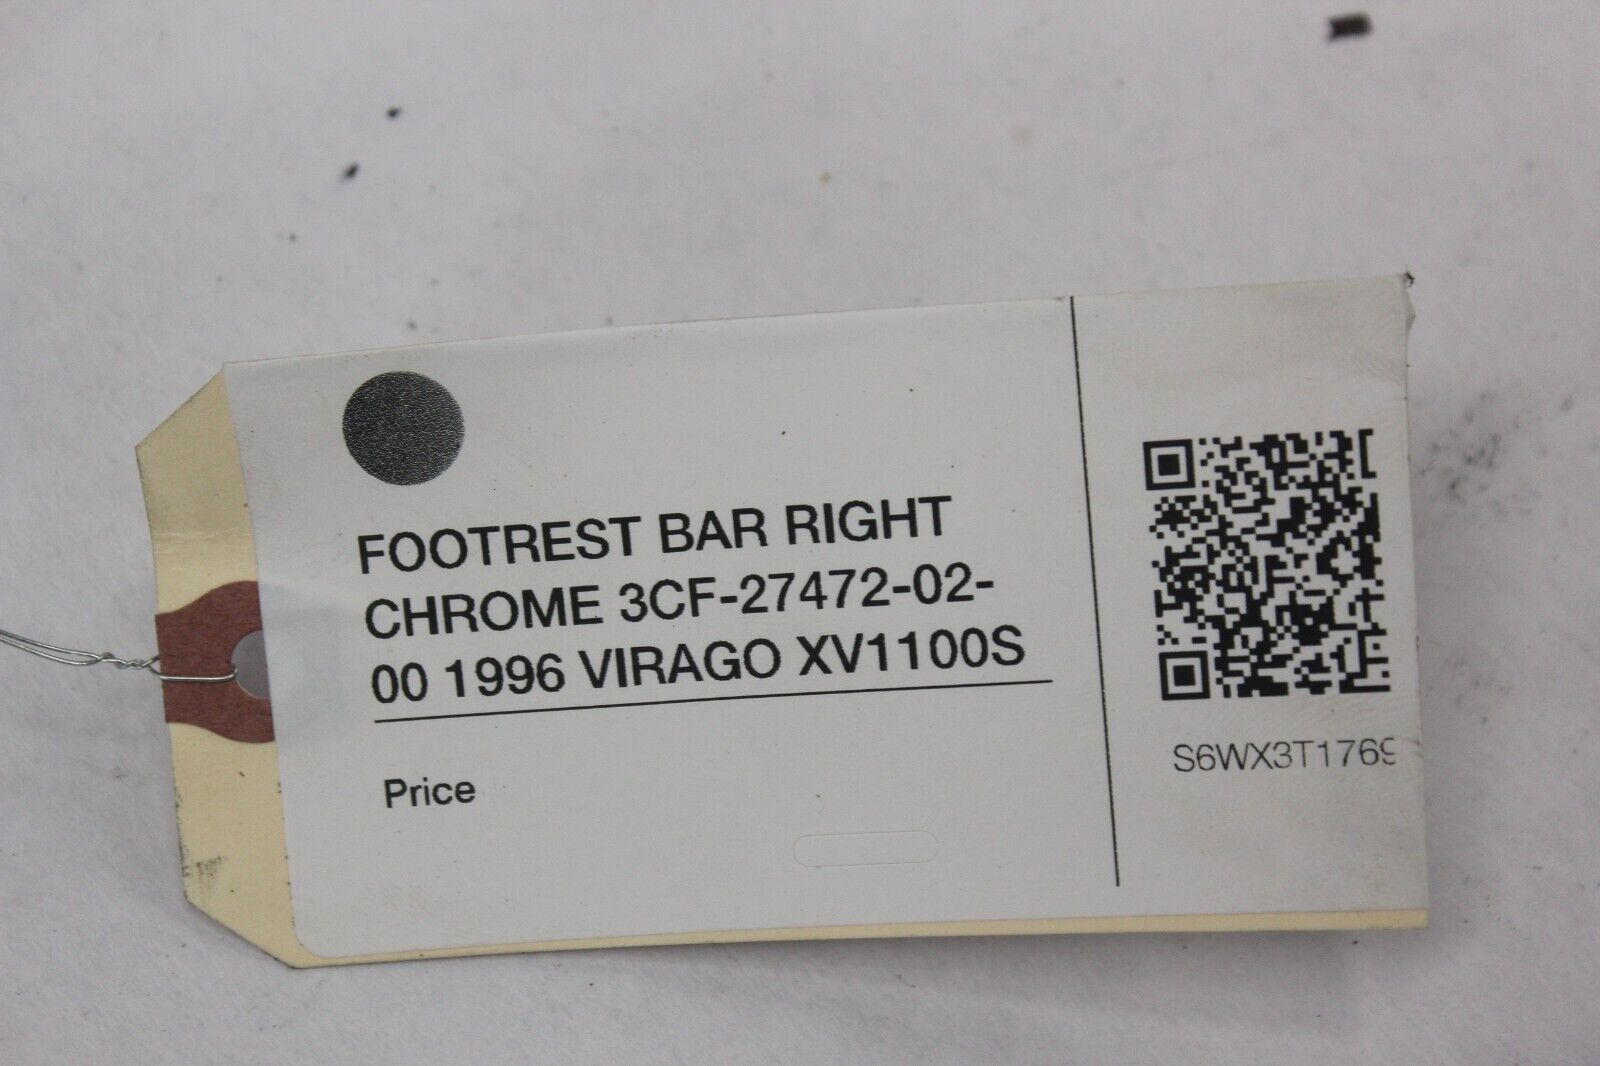 FOOTREST BAR RIGHT
CHROME 3CF-27472-02-
00 1996 VIRAGO XV1100S
Price
S6WX3T1769